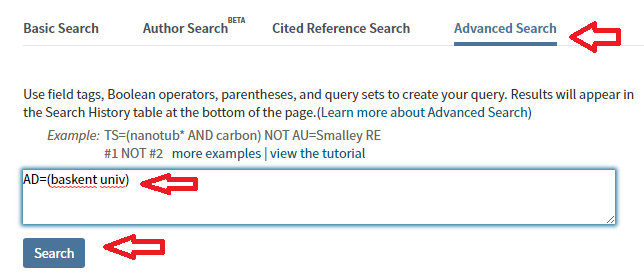 Basic Search Author Search BETA Cited Reference Search Advanced Search
Use field tags, Boolean operators, parentheses, and query sets to create your query. Results will appear in
the Search History table at the bottom of the page.(Learn more about Advanced Search)
Example: TS=(nanotub* AND carbon) NOT AU=Smalley RE
#1 NOT #2 more examples | view the tutorial
AD=(baskent univ)
Search